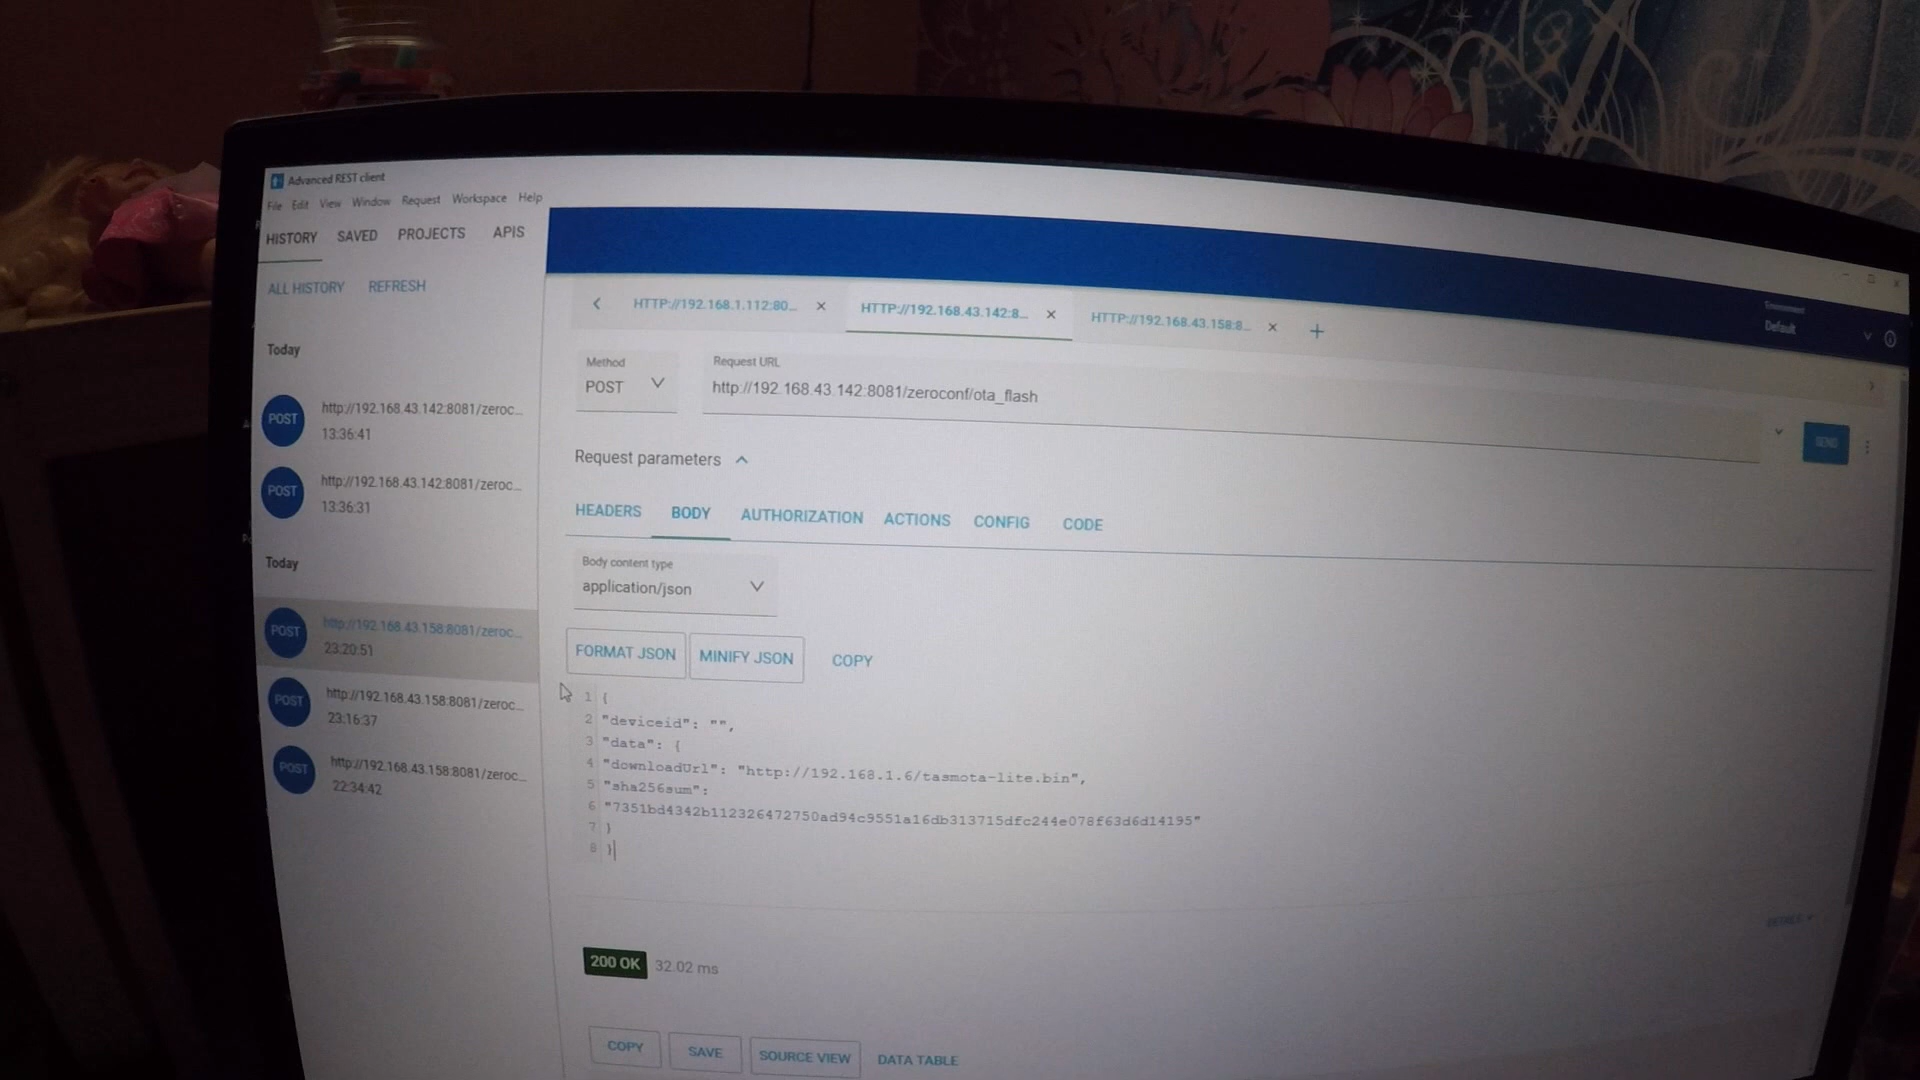 Advanced REST client
File Edit View Window Request Workspace Help
HISTORY SAVED PROJECTS APIS
ALL HISTORY REFRESH
Today
POST http://192.168.43.142:8081/zeroc...
13:36:41
POST http://192.168.43.142:8081/zeroc...
13:36:31
Today
POST http://192.168.43.158:8081/zeroc...
23:20:51
POST http://192.168.43.158:8081/zeroc...
23:16:37
POST http://192.168.43.158:8081/zeroc...
22:34:42
HTTP://192.168.1.112:80... HTTP://192.168.43.142:8... HTTP://192.168.43.158:8...
Environment
Default
Method
POST
Request URL
http://192.168.43.142:8081/zeroconf/ota_flash
SEND
Request parameters
HEADERS BODY AUTHORIZATION ACTIONS CONFIG CODE
Body content type
application/json
FORMAT JSON MINIFY JSON COPY
1 {
2 "deviceid": "",
3 "data": {
4 "downloadUrl": "http://192.168.1.6/tasmota-lite.bin",
5 "sha256sum":
6 "7351bd4342b112326472750ad94c9551a16db313715dfc244e078f63d6d14195"
7 }
8 }
DETAILS
200 OK 32.02 ms
COPY SAVE SOURCE VIEW DATA TABLE